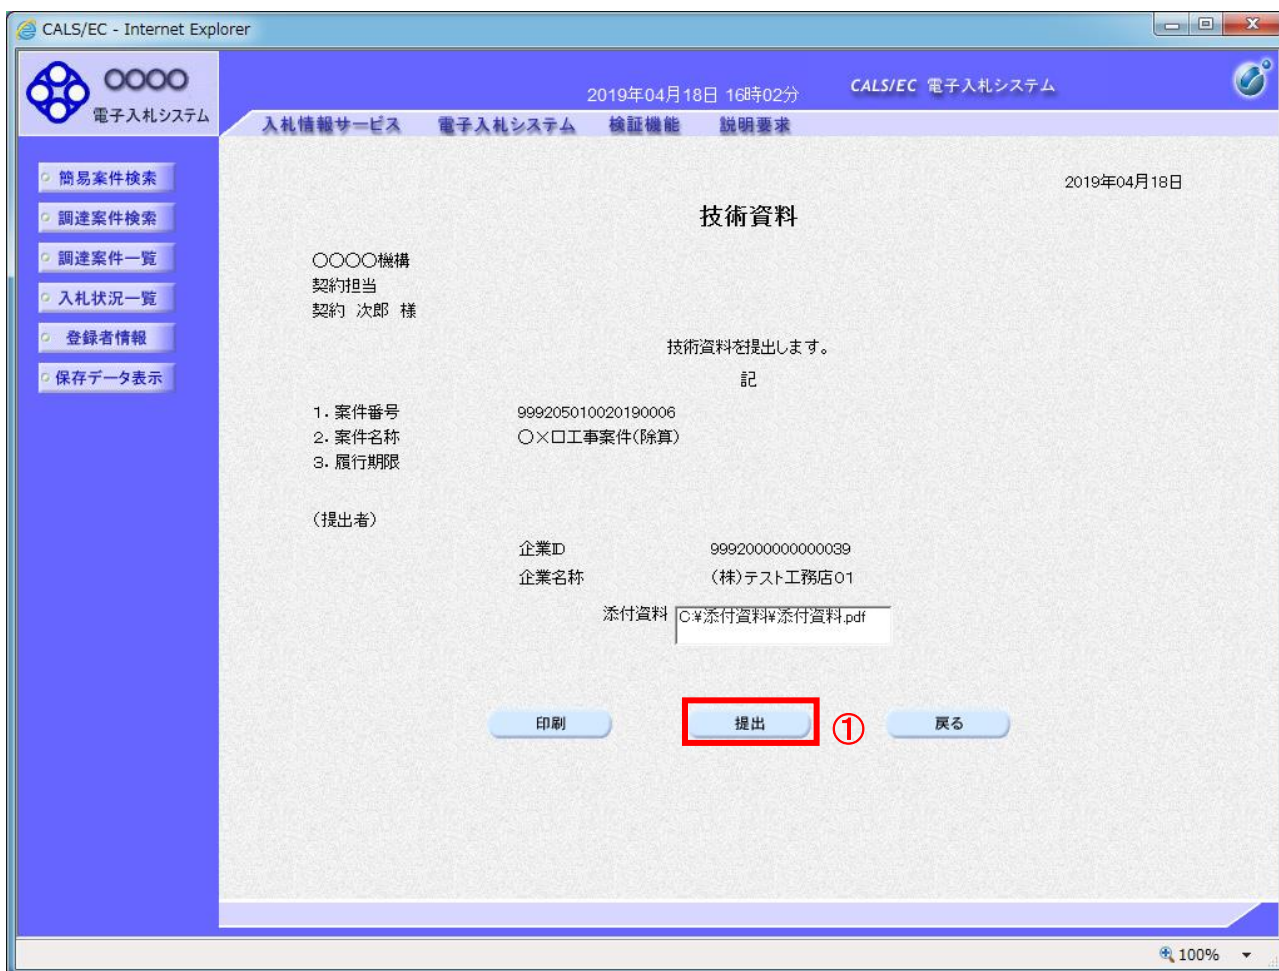 CALS/EC - Internet Explorer
〇〇〇〇
電子入札システム
2019年04月18日 16時02分
CALS/EC 電子入札システム
入札情報サービス 電子入札システム 検証機能 説明要求
簡易案件検索
調達案件検索
調達案件一覧
入札状況一覧
登録者情報
保存データ表示
2019年04月18日
技術資料
〇〇〇〇機構
契約担当
契約 次郎 様
技術資料を提出します。
記
1. 案件番号 999205010020190006
2. 案件名称 〇×口工事案件(除算)
3. 履行期限
(提出者)
企業ID 9992000000000039
企業名称 (株)テスト工務店01
添付資料 C:¥添付資料¥添付資料.pdf
印刷 提出 ① 戻る
100%